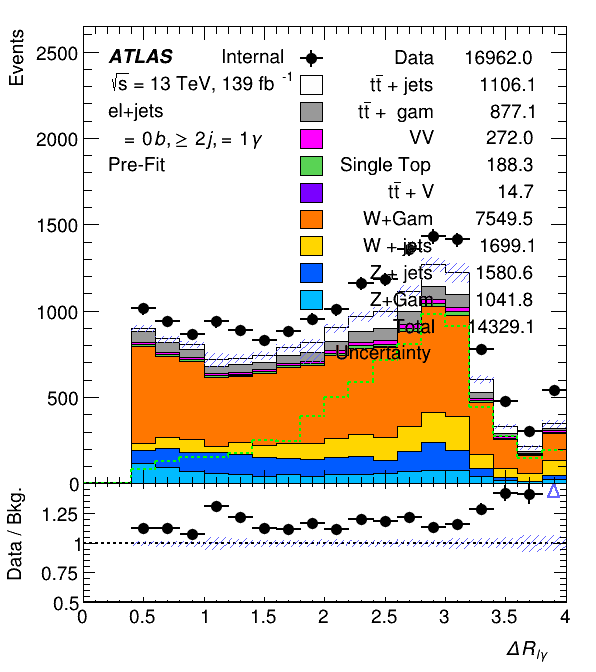 Events
2500
2000
1500
1000
500
0
ATLAS Internal
√s = 13 TeV, 139 fb -1
el+jets
= 0b, ≥ 2j, = 1γ
Pre-Fit
Data 16962.0
tt̄ + jets 1106.1
tt̄ + gam 877.1
VV 272.0
Single Top 188.3
tt̄ + V 14.7
W+Gam 7549.5
W + jets 1699.1
Z + jets 1580.6
Z+Gam 1041.8
Total 14329.1
Uncertainty
Data / Bkg.
1.25
1
0.75
0.5
0 0.5 1 1.5 2 2.5 3 3.5 4
ΔR lγ